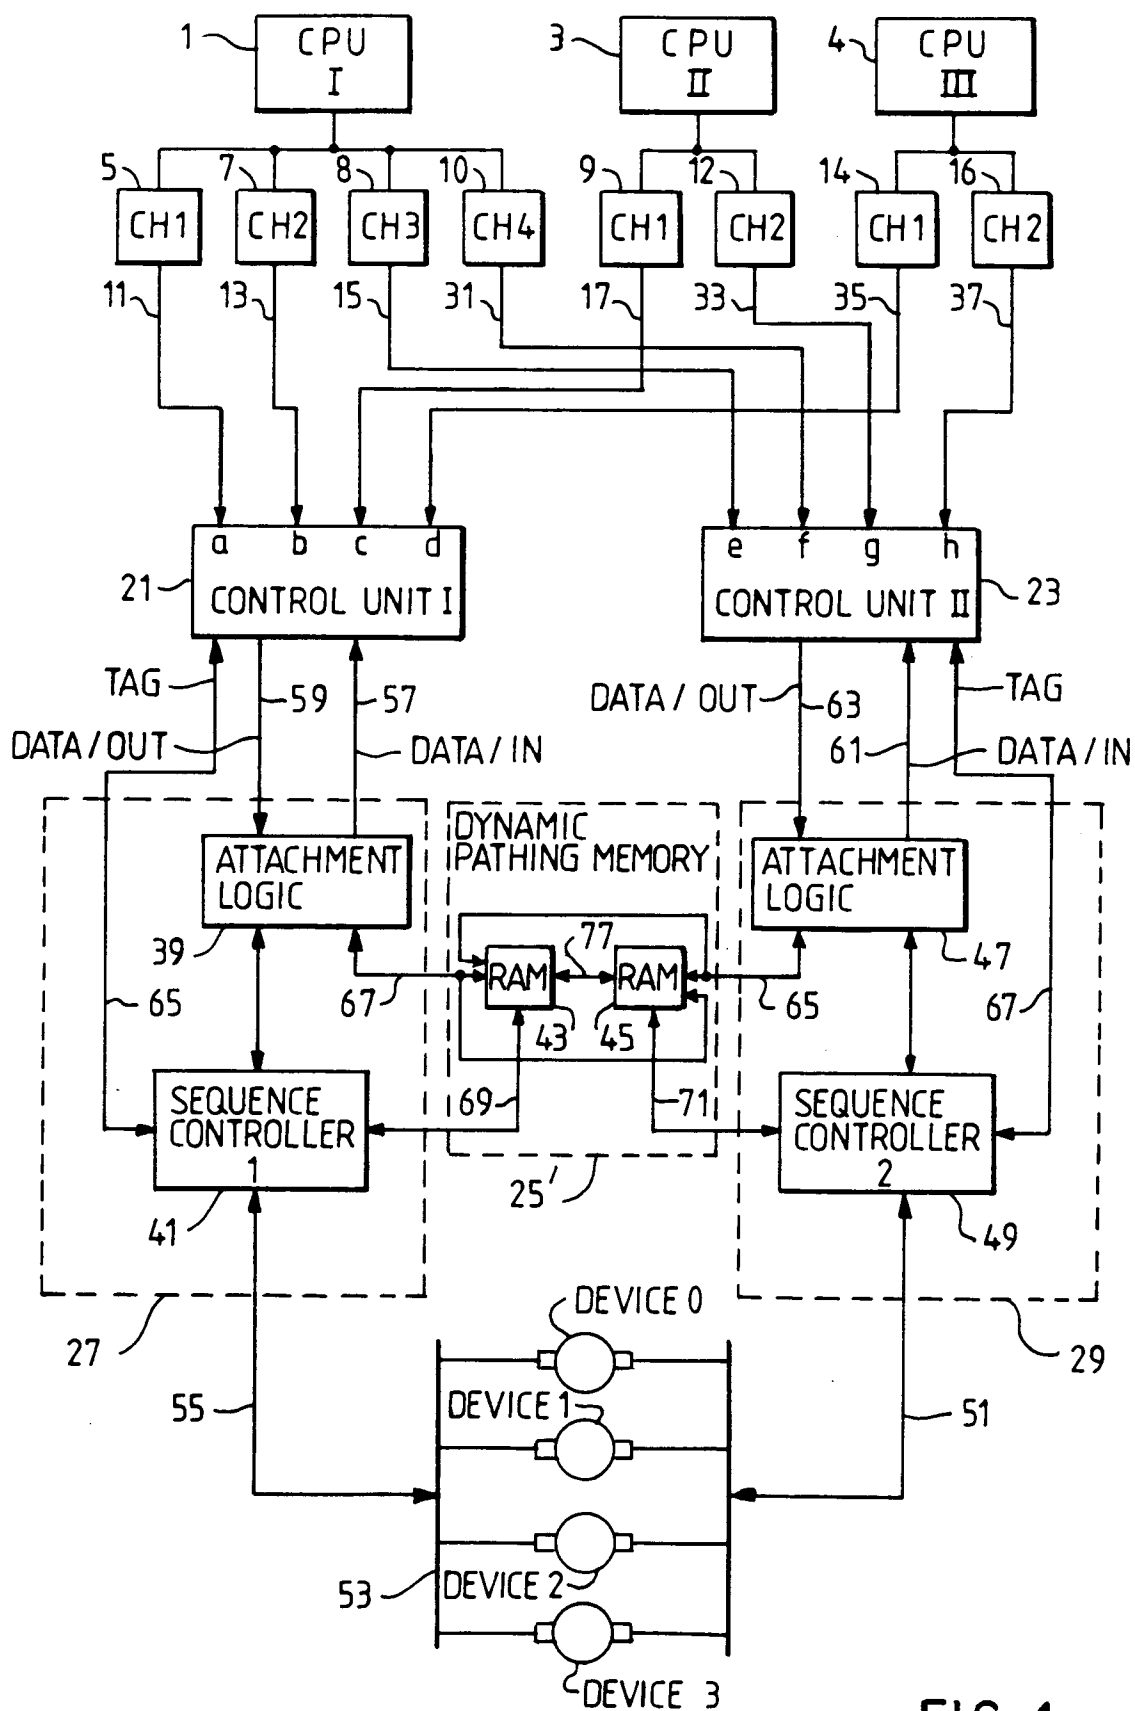 1
CPU
I
3
CPU
II
4
CPU
III
5
7
8
10
9
12
14
16
CH1
CH2
CH3
CH4
CH1
CH2
CH1
CH2
11
13
15
31
17
33
35
37
a b c d
e f g h
21
CONTROL UNIT I
CONTROL UNIT II
23
TAG
59
57
DATA/OUT
63
TAG
DATA/OUT
DATA/IN
61
DATA/IN
DYNAMIC
PATHING MEMORY
ATTACHMENT
LOGIC
ATTACHMENT
LOGIC
39
77
47
RAM
RAM
65
67
43
45
65
67
69
71
SEQUENCE
CONTROLLER
1
SEQUENCE
CONTROLLER
2
25'
41
49
27
DEVICE 0
29
55
DEVICE 1
51
53
DEVICE 2
DEVICE 3